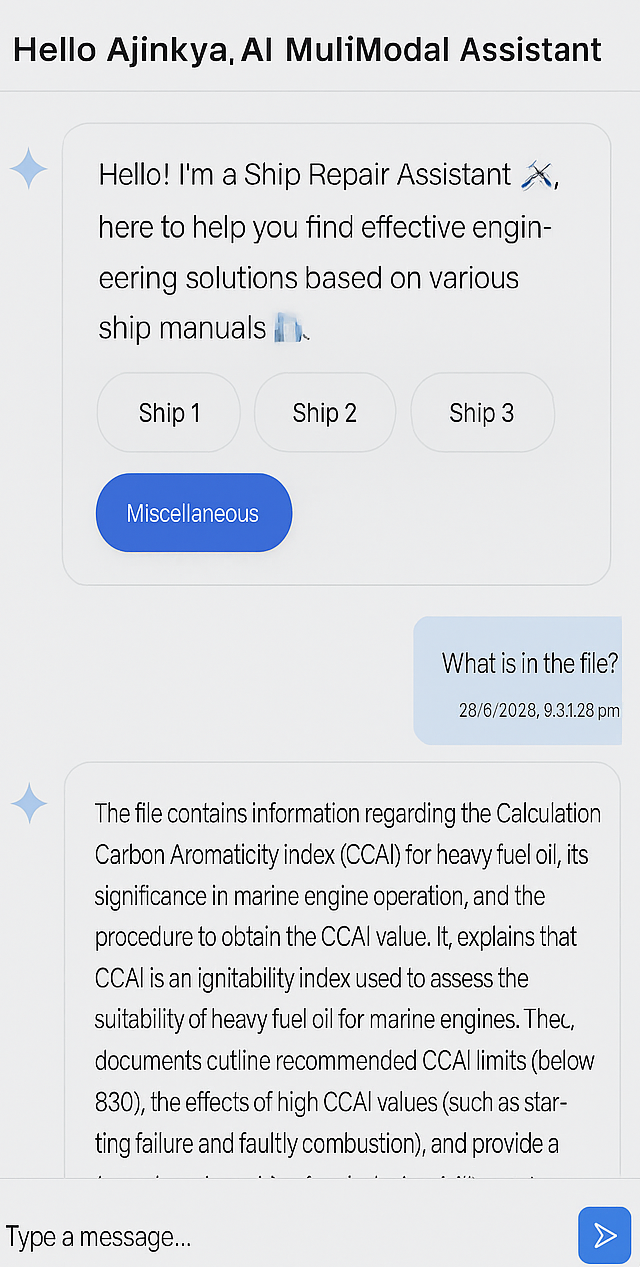 Hello Ajinkya, AI MuliModal Assistant
Hello! I'm a Ship Repair Assistant
here to help you find effective engin-
eering solutions based on various
ship manuals
Ship 1
Ship 2
Ship 3
Miscellaneous
What is in the file?
28/6/2028, 9.3.1.28 pm
The file contains information regarding the Calculation
Carbon Aromaticity index (CCAI) for heavy fuel oil, its
significance in marine engine operation, and the
procedure to obtain the CCAI value. It, explains that
CCAI is an ignitability index used to assess the
suitability of heavy fuel oil for marine engines. Thec,
documents cutline recommended CCAI limits (below
830), the effects of high CCAI values (such as star-
ting failure and faultly combustion), and provide a
Type a message...